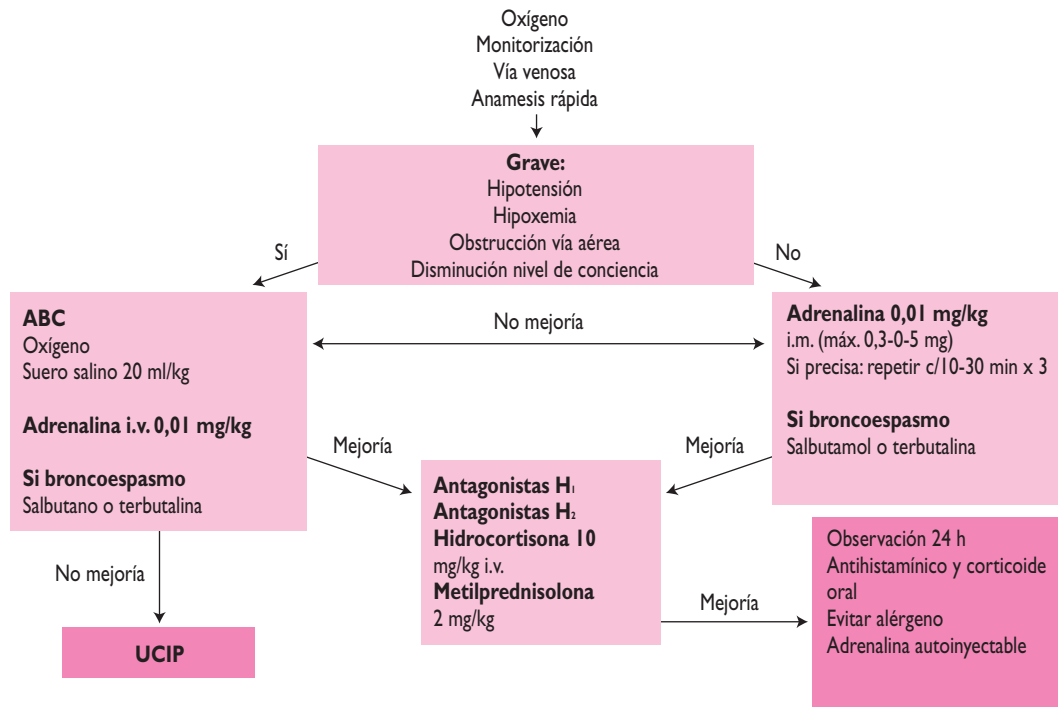 Oxígeno
Monitorización
Vía venosa
Anamesis rápida
Grave:
Hipotensión
Hipoxemia
Obstrucción vía aérea
Disminución nivel de conciencia
Sí
No
ABC
Oxígeno
Suero salino 20 ml/kg
Adrenalina i.v. 0,01 mg/kg
Si broncoespasmo
Salbutano o terbutalina
No mejoría
Adrenalina 0,01 mg/kg
i.m. (máx. 0,3-0-5 mg)
Si precisa: repetir c/10-30 min x 3
Si broncoespasmo
Salbutamol o terbutalina
Mejoría
Mejoría
Antagonistas H₁
Antagonistas H₂
Hidrocortisona 10
mg/kg i.v.
Metilprednisolona
2 mg/kg
No mejoría
UCIP
Mejoría
Observación 24 h
Antihistamínico y corticoide
oral
Evitar alérgeno
Adrenalina autoinyectable